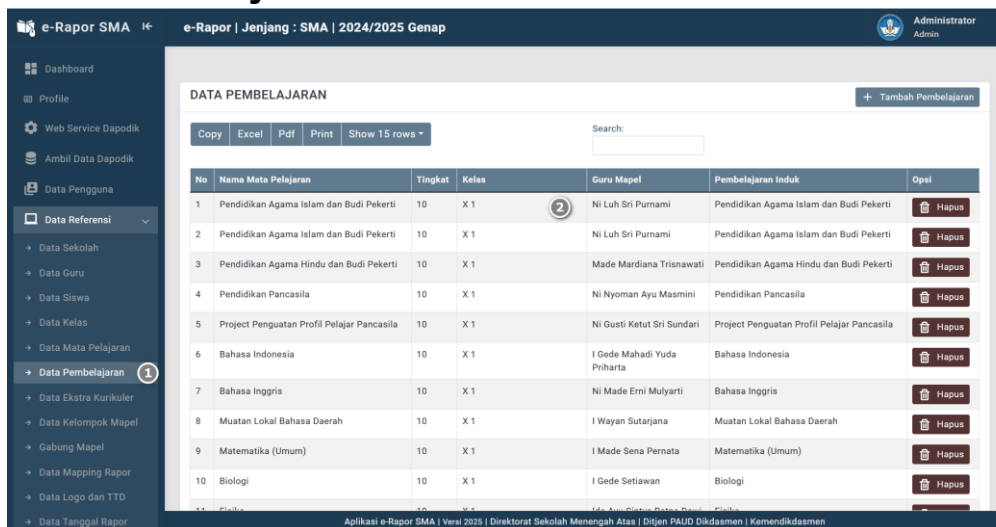 e-Rapor SMA
e-Rapor | Jenjang : SMA | 2024/2025 Genap
Administrator
Admin
Dashboard
Profile
Web Service Dapodik
Ambil Data Dapodik
Data Pengguna
Data Referensi
Data Sekolah
Data Guru
Data Siswa
Data Kelas
Data Mata Pelajaran
Data Pembelajaran 1
Data Ekstra Kurikuler
Data Kelompok Mapel
Gabung Mapel
Data Mapping Rapor
Data Logo dan TTD
Data Tanggal Rapor
DATA PEMBELAJARAN
+ Tambah Pembelajaran
Copy Excel Pdf Print Show 15 rows
Search:
No Nama Mata Pelajaran Tingkat Kelas Guru Mapel Pembelajaran Induk Opsi
1 Pendidikan Agama Islam dan Budi Pekerti 10 X 1 2 Ni Luh Sri Purnami Pendidikan Agama Islam dan Budi Pekerti Hapus
2 Pendidikan Agama Islam dan Budi Pekerti 10 X 1 Ni Luh Sri Purnami Pendidikan Agama Islam dan Budi Pekerti Hapus
3 Pendidikan Agama Hindu dan Budi Pekerti 10 X 1 Made Mardiana Trisnawati Pendidikan Agama Hindu dan Budi Pekerti Hapus
4 Pendidikan Pancasila 10 X 1 Ni Nyoman Ayu Masmini Pendidikan Pancasila Hapus
5 Project Penguatan Profil Pelajar Pancasila 10 X 1 Ni Gusti Ketut Sri Sundari Project Penguatan Profil Pelajar Pancasila Hapus
6 Bahasa Indonesia 10 X 1 I Gede Mahadi Yuda Bahasa Indonesia Hapus
Priharta
7 Bahasa Inggris 10 X 1 Ni Made Erni Mulyarti Bahasa Inggris Hapus
8 Muatan Lokal Bahasa Daerah 10 X 1 I Wayan Sutarjana Muatan Lokal Bahasa Daerah Hapus
9 Matematika (Umum) 10 X 1 I Made Sena Pernata Matematika (Umum) Hapus
10 Biologi 10 X 1 I Gede Setiawan Biologi Hapus
Aplikasi e-Rapor SMA | Versi 2025 | Direktorat Sekolah Menengah Atas | Ditjen PAUD Dikdasmen | Kemendikdasmen